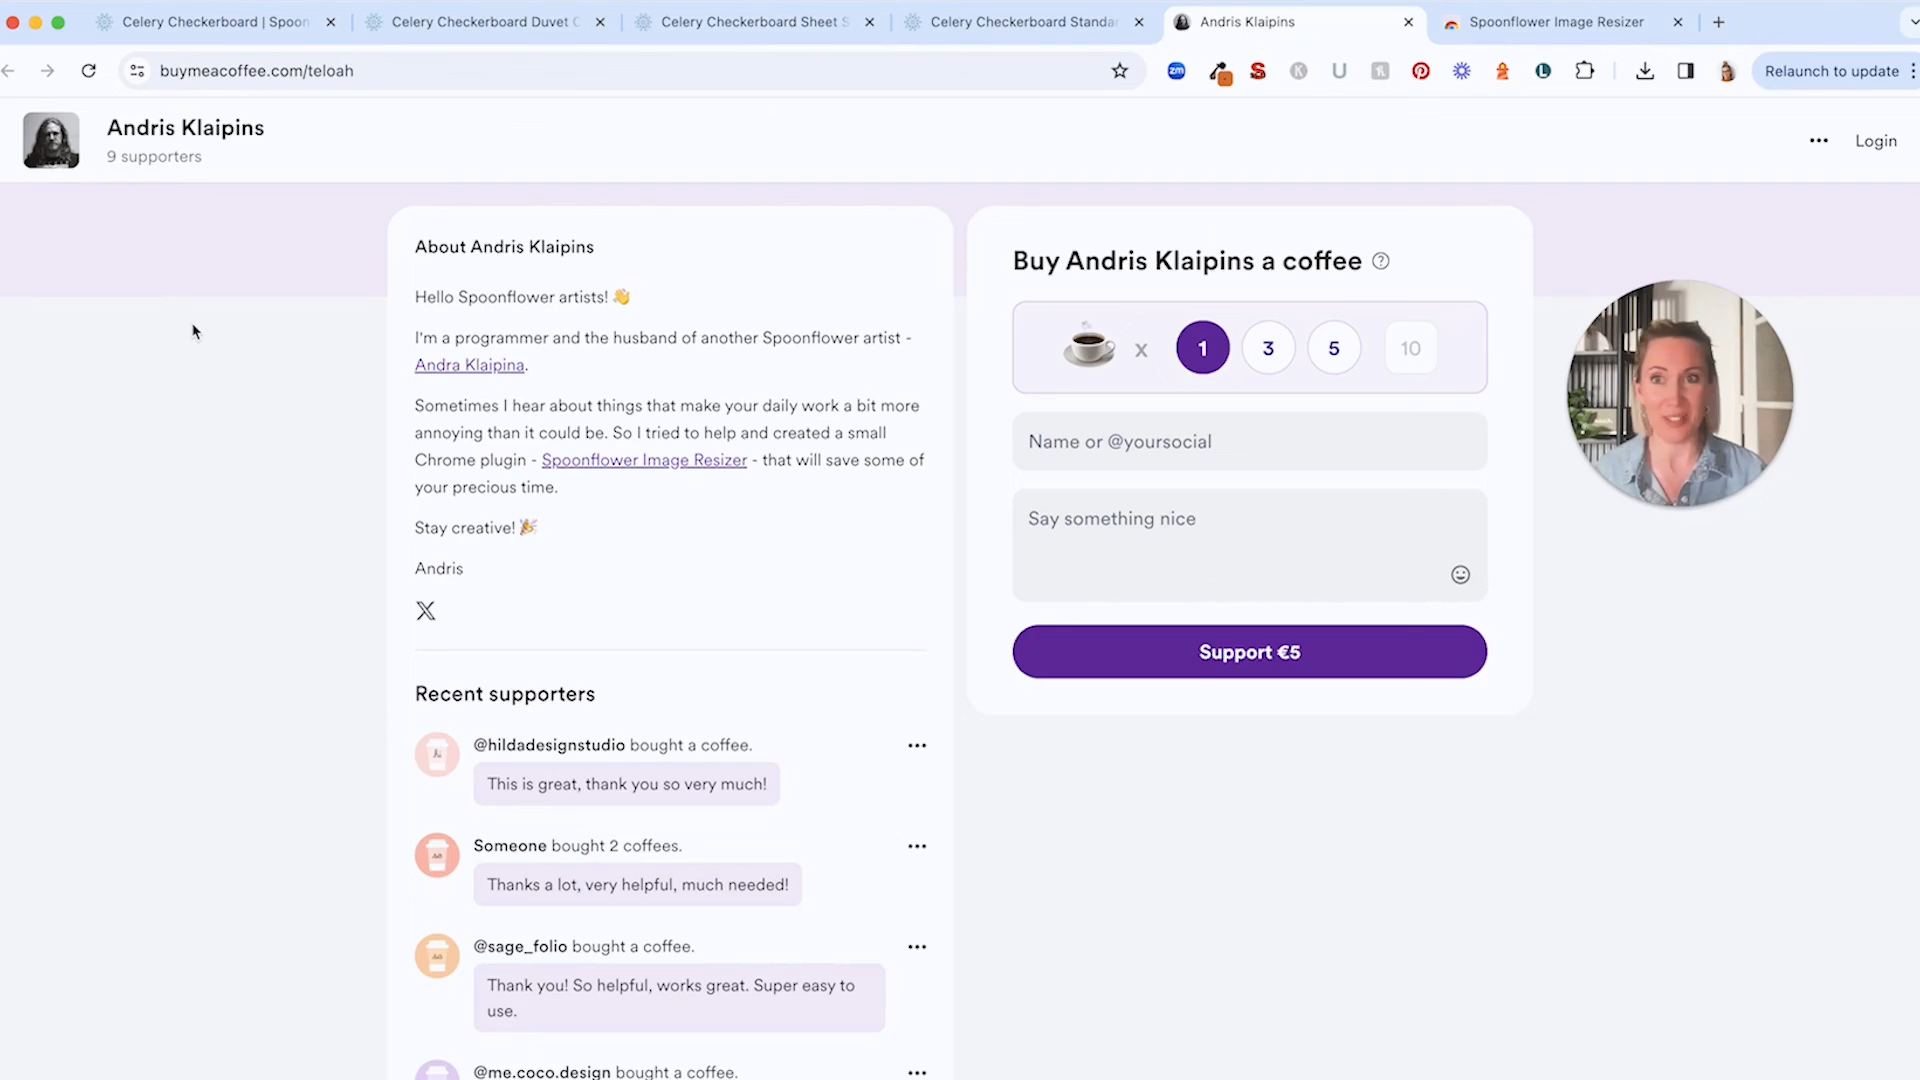 Celery Checkerboard | Spoon
Celery Checkerboard Duvet C
Celery Checkerboard Sheet S
Celery Checkerboard Standar
Andris Klaipins
Spoonflower Image Resizer
buymeacoffee.com/teloah
zm
Relaunch to update
Andris Klaipins
9 supporters
Login
About Andris Klaipins
Hello Spoonflower artists! 👋
I'm a programmer and the husband of another Spoonflower artist -
Andra Klaipina.
Sometimes I hear about things that make your daily work a bit more
annoying than it could be. So I tried to help and created a small
Chrome plugin - Spoonflower Image Resizer - that will save some of
your precious time.
Stay creative! 🎉
Andris
Recent supporters
@hildadesignstudio bought a coffee.
This is great, thank you so very much!
Someone bought 2 coffees.
Thanks a lot, very helpful, much needed!
@sage_folio bought a coffee.
Thank you! So helpful, works great. Super easy to
use.
@me.coco.design bought a coffee.
Buy Andris Klaipins a coffee
x 1 3 5 10
Name or @yoursocial
Say something nice
Support €5